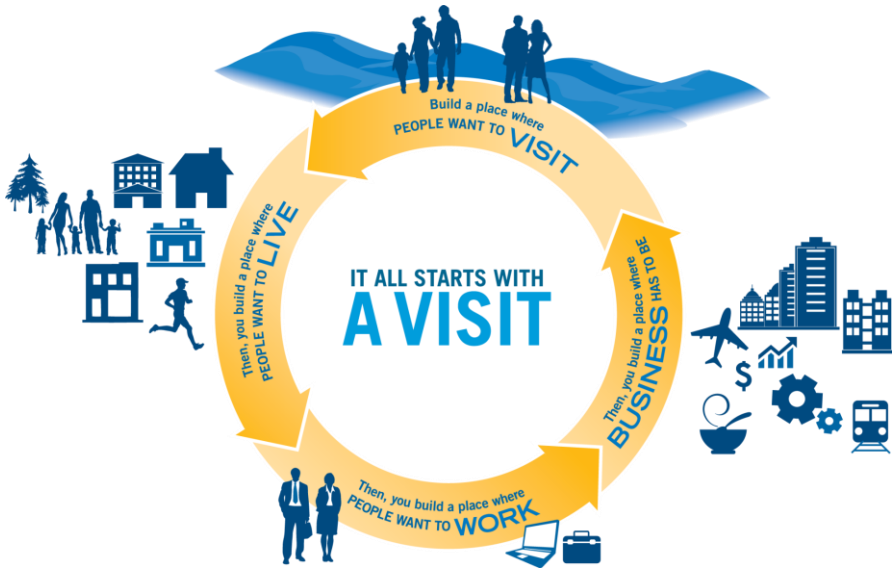 Build a place where
PEOPLE WANT TO VISIT
Then, you build a place where
PEOPLE WANT TO LIVE
IT ALL STARTS WITH
A VISIT
Then, you build a place where
BUSINESS HAS TO BE
$
Then, you build a place where
PEOPLE WANT TO WORK